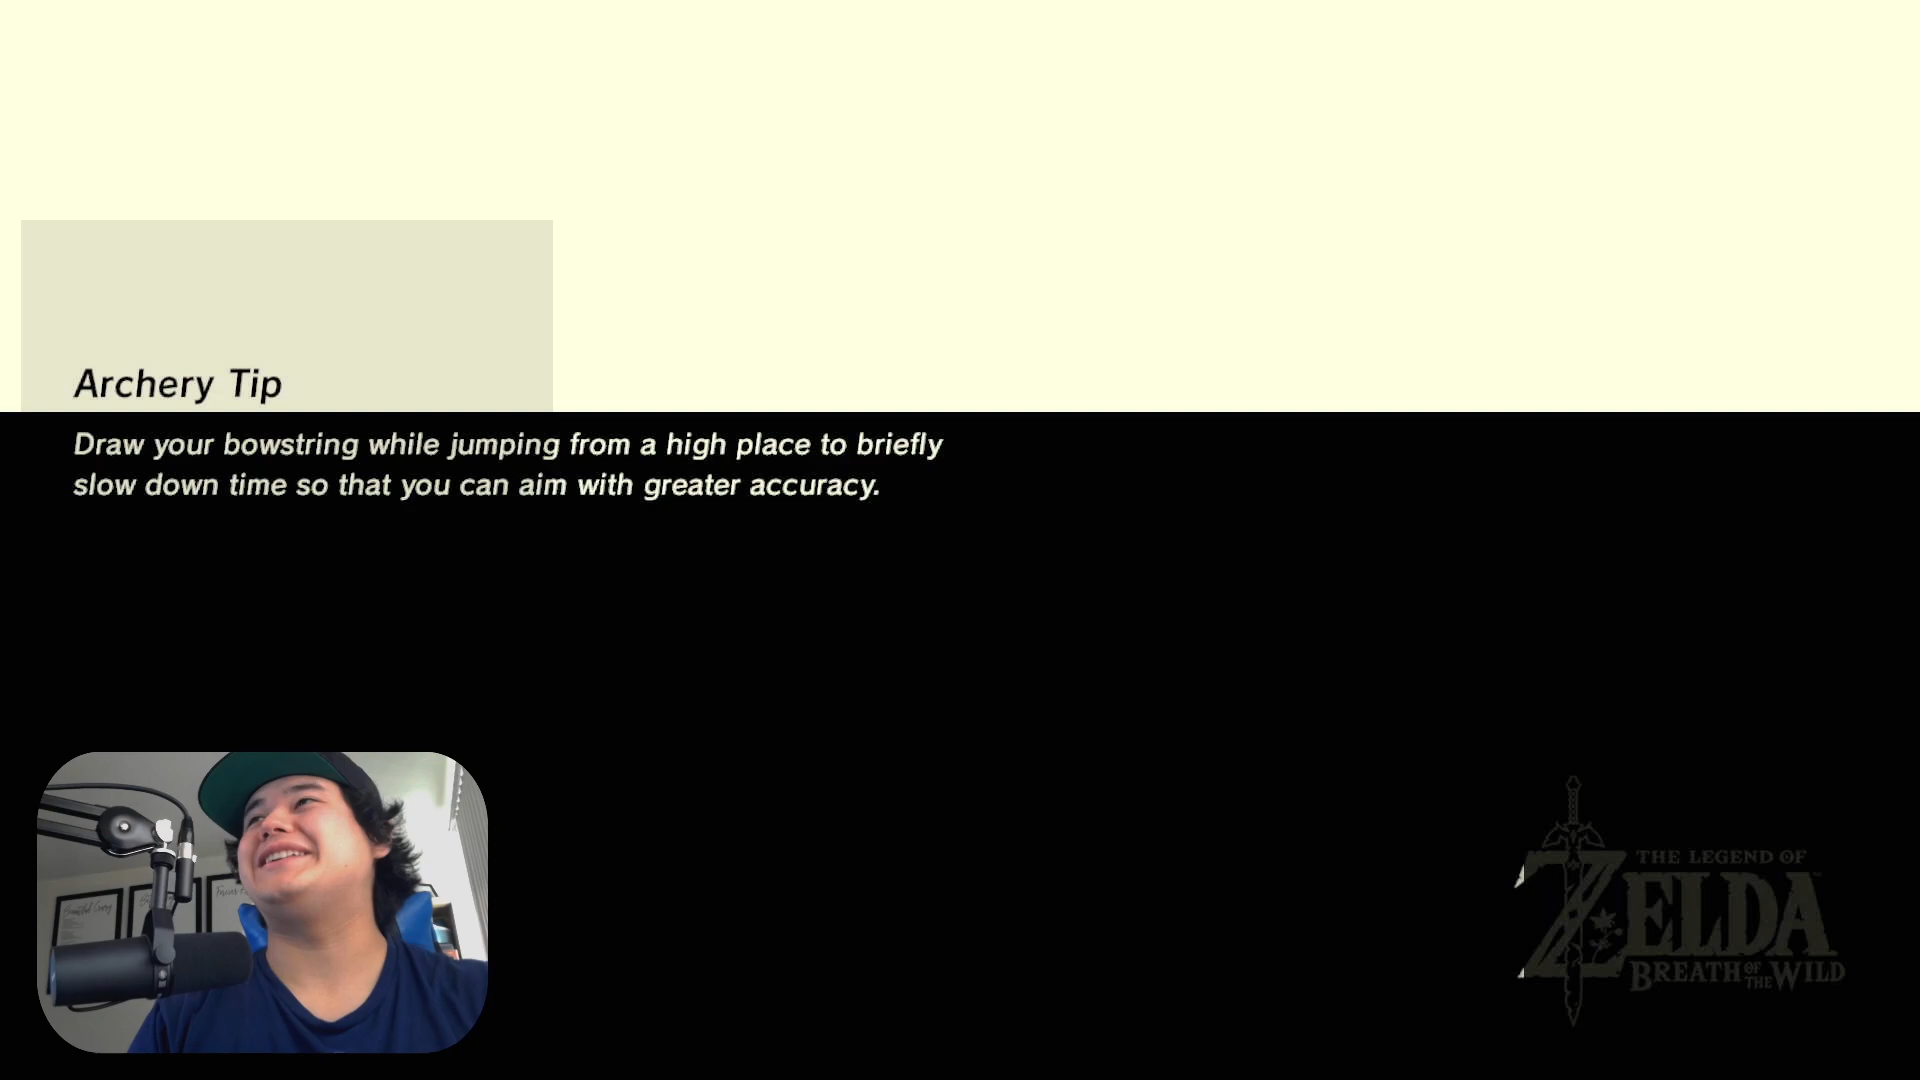 Archery Tip
Draw your bowstring while jumping from a high place to briefly
slow down time so that you can aim with greater accuracy.
THE LEGEND OF
ZELDA
BREATH OF THE WILD